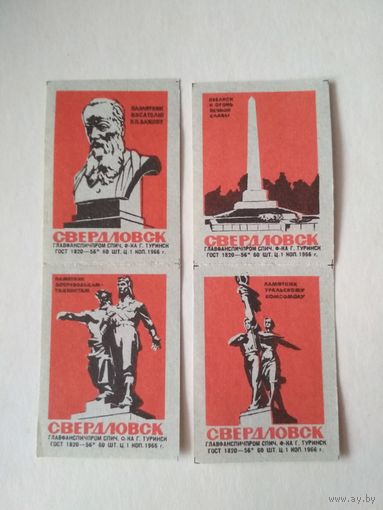 ПАМЯТНИК
ПИСАТЕЛЮ
П.П. БАЖОВУ
СВЕРДЛОВСК
ГЛАВФАНСПИЧПРОМ СПИЧ. Ф-КА Г. ТУРИНСК
ГОСТ 1820—56* 60 ШТ. Ц. 1 КОП. 1966 г.
ОБЕЛИСК
И ОГОНЬ
ВЕЧНОЙ
СЛАВЫ
СВЕРДЛОВСК
ГЛАВФАНСПИЧПРОМ СПИЧ. Ф-КА Г. ТУРИНСК
ГОСТ 1820—56* 60 ШТ. Ц. 1 КОП. 1966 г.
ПАМЯТНИК
ДОБРОВОЛЬЦАМ-
ТАНКИСТАМ
СВЕРДЛОВСК
ГЛАВФАНСПИЧПРОМ СПИЧ. Ф-КА Г. ТУРИНСК
ГОСТ 1820—56* 60 ШТ. Ц. 1 КОП. 1966 г.
ПАМЯТНИК
УРАЛЬСКОМУ
КОМСОМОЛУ
СВЕРДЛОВСК
ГЛАВФАНСПИЧПРОМ СПИЧ. Ф-КА Г. ТУРИНСК
ГОСТ 1820—56* 60 ШТ. Ц. 1 КОП. 1966 г.
© ay.by